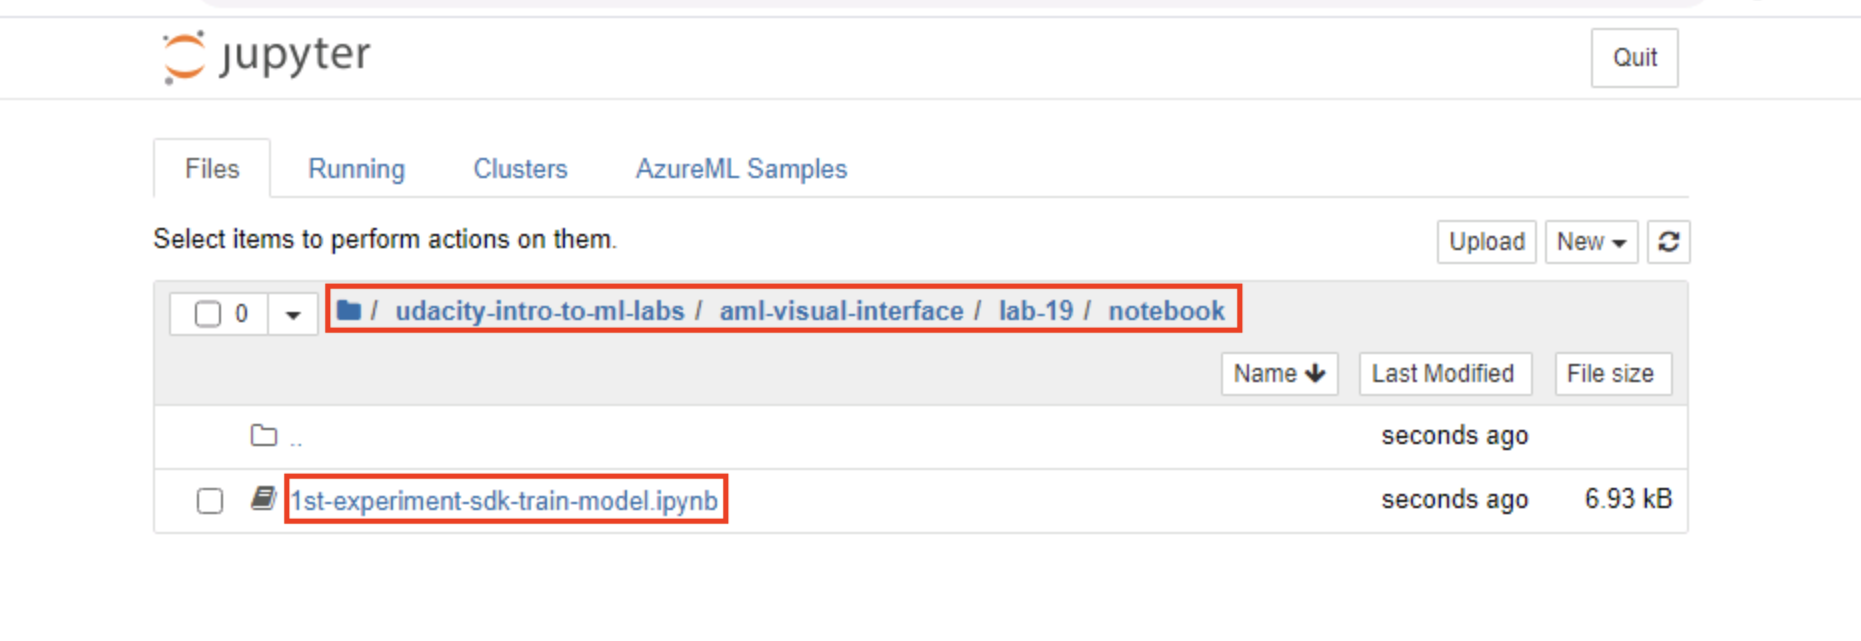 jupyter Quit
Files Running Clusters AzureML Samples
Select items to perform actions on them. Upload New
0 / udacity-intro-to-ml-labs / aml-visual-interface / lab-19 / notebook
Name Last Modified File size
.. seconds ago
1st-experiment-sdk-train-model.ipynb seconds ago 6.93 kB